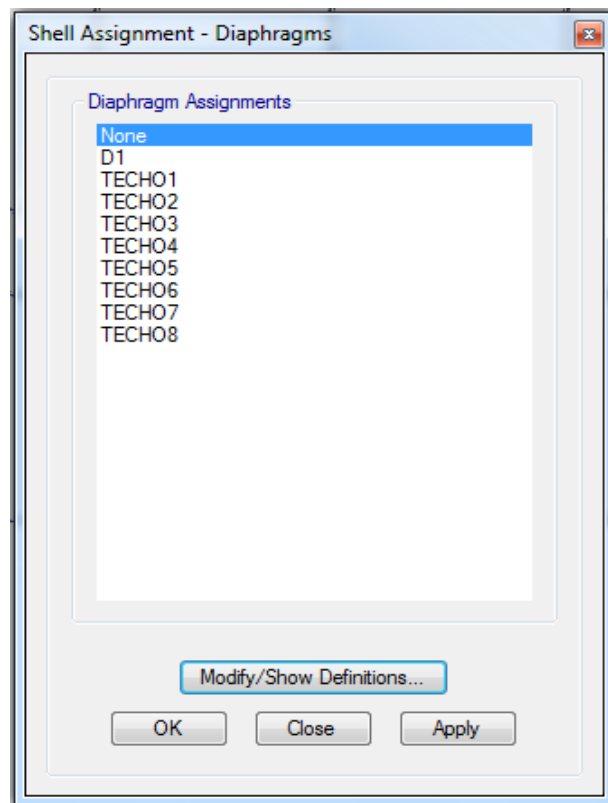 Shell Assignment - Diaphragms
Diaphragm Assignments
None
D1
TECHO1
TECHO2
TECHO3
TECHO4
TECHO5
TECHO6
TECHO7
TECHO8
Modify/Show Definitions...
OK Close Apply